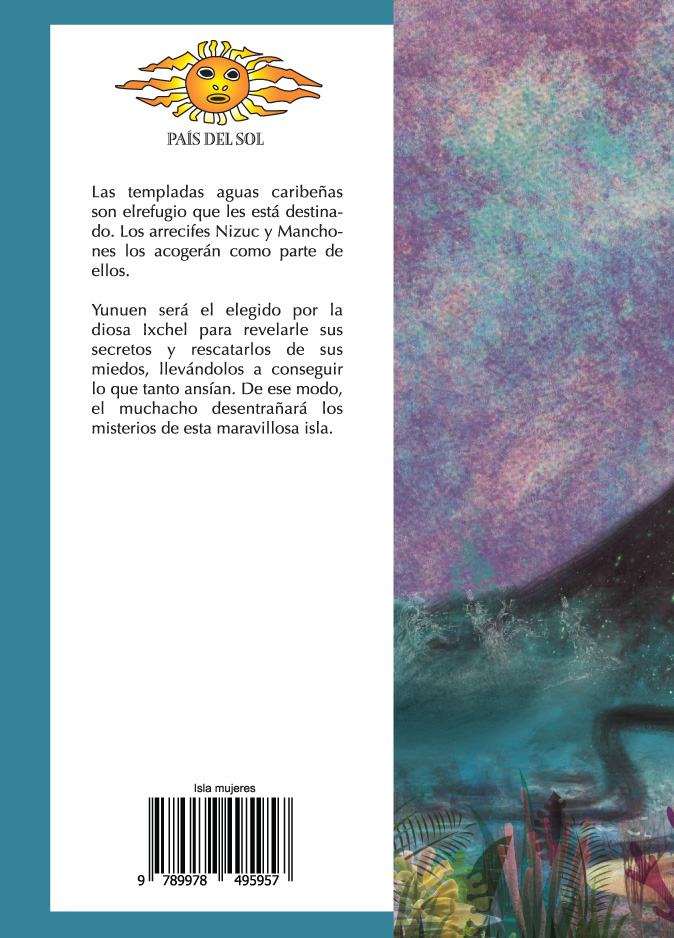 PAÍS DEL SOL
Las templadas aguas caribeñas
son elrefugio que les está destina-
do. Los arrecifes Nizuc y Mancho-
nes los acogerán como parte de
ellos.
Yunuen será el elegido por la
diosa Ixchel para revelarle sus
secretos y rescatarlos de sus
miedos, llevándolos a conseguir
lo que tanto ansían. De ese modo,
el muchacho desentrañará los
misterios de esta maravillosa isla.
Isla mujeres
9 789978 495957